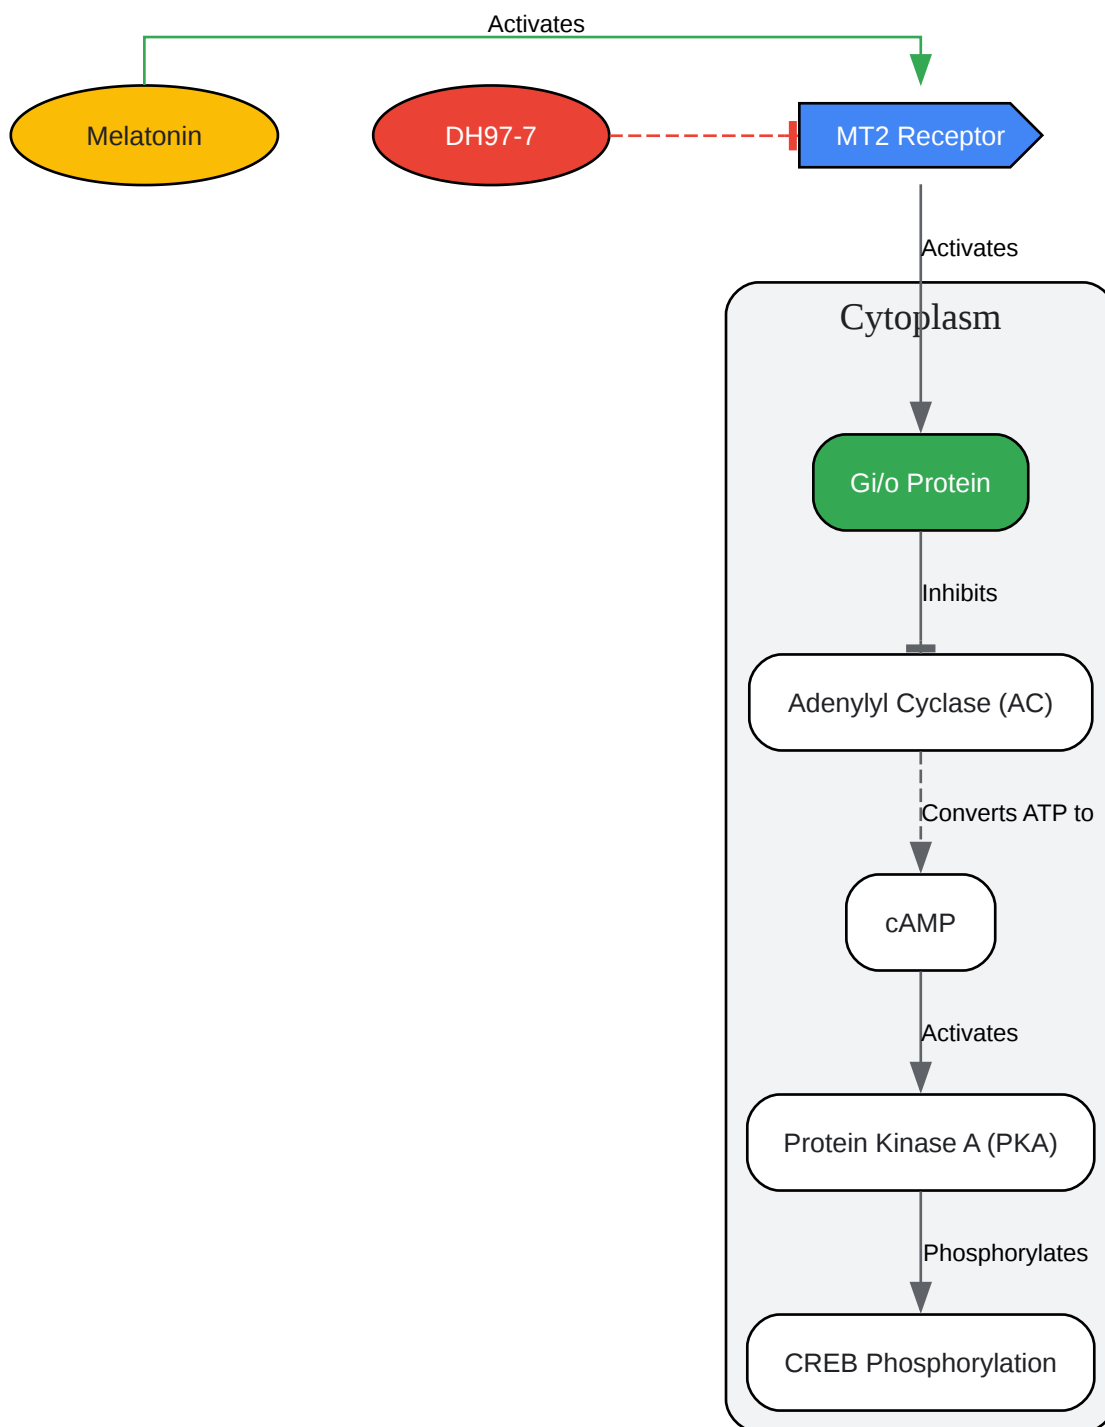 Activates
Melatonin
DH97-7
MT2 Receptor
Activates
Cytoplasm
Gi/o Protein
Inhibits
Adenylyl Cyclase (AC)
Converts ATP to
cAMP
Activates
Protein Kinase A (PKA)
Phosphorylates
CREB Phosphorylation